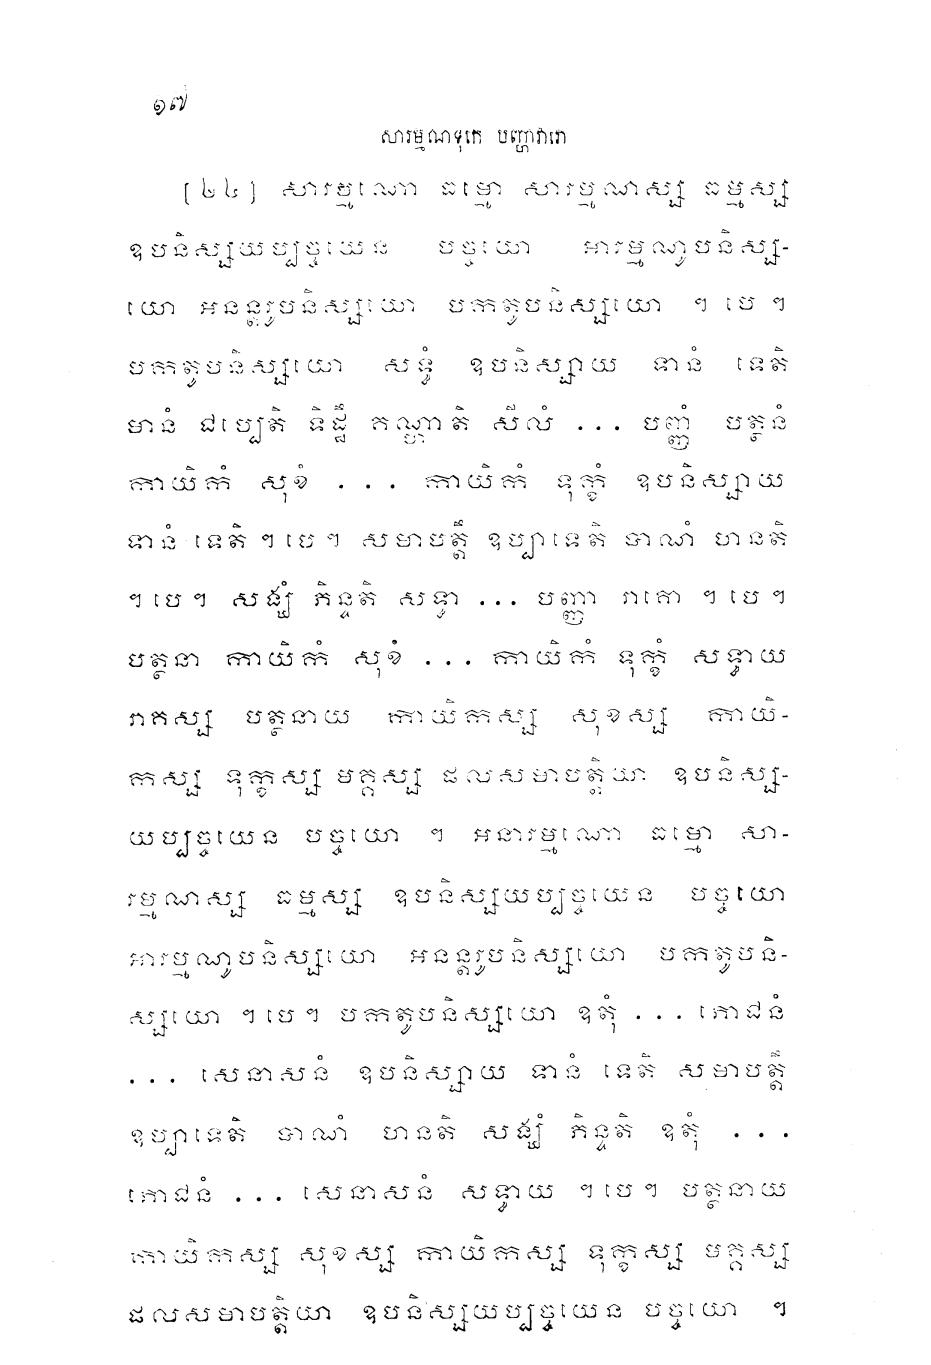 ១៧
សារម្មណទុកេ បញ្ហាវារោ
[២៤] សារម្មណោ ធម្មោ សារម្មណស្ស ធម្មស្ស
ឧបនិស្សយប្បច្ចយេន បច្ចយោ អារម្មណូបនិស្ស-
យោ អនន្តរូបនិស្សយោ បកតូបនិស្សយោ ។ បេ ។
បកតូបនិស្សយោ សទ្ធំ ឧបនិស្សាយ ទានំ ទេតិ
មានំ ជប្បេតិ ទិដ្ឋឹ គណ្ហាតិ សីលំ ... បញ្ញំ បត្ថនំ
កាយិកំ សុខំ ... កាយិកំ ទុក្ខំ ឧបនិស្សាយ
ទានំ ទេតិ ។ បេ ។ សមាបត្តឹ ឧប្បាទេតិ បាណំ ហនតិ
។ បេ ។ សង្ឃំ ភិន្ទតិ សទ្ធា ... បញ្ញា រាគោ ។ បេ ។
បត្ថនា កាយិកំ សុខំ ... កាយិកំ ទុក្ខំ សទ្ធាយ
រាគស្ស បត្ថនាយ កាយិកស្ស សុខស្ស កាយិ-
កស្ស ទុក្ខស្ស មគ្គស្ស ផលសមាបត្តិយា ឧបនិស្ស-
យប្បច្ចយេន បច្ចយោ ។ អនារម្មណោ ធម្មោ សា-
រម្មណស្ស ធម្មស្ស ឧបនិស្សយប្បច្ចយេន បច្ចយោ
អារម្មណូបនិស្សយោ អនន្តរូបនិស្សយោ បកតូបនិ-
ស្សយោ ។ បេ ។ បកតូបនិស្សយោ ឧតុំ ... ភោជនំ
... សេនាសនំ ឧបនិស្សាយ ទានំ ទេតិ សមាបត្តឹ
ឧប្បាទេតិ បាណំ ហនតិ សង្ឃំ ភិន្ទតិ ឧតុំ ...
ភោជនំ ... សេនាសនំ សទ្ធាយ ។ បេ ។ បត្ថនាយ
កាយិកស្ស សុខស្ស កាយិកស្ស ទុក្ខស្ស មគ្គស្ស
ផលសមាបត្តិយា ឧបនិស្សយប្បច្ចយេន បច្ចយោ ។